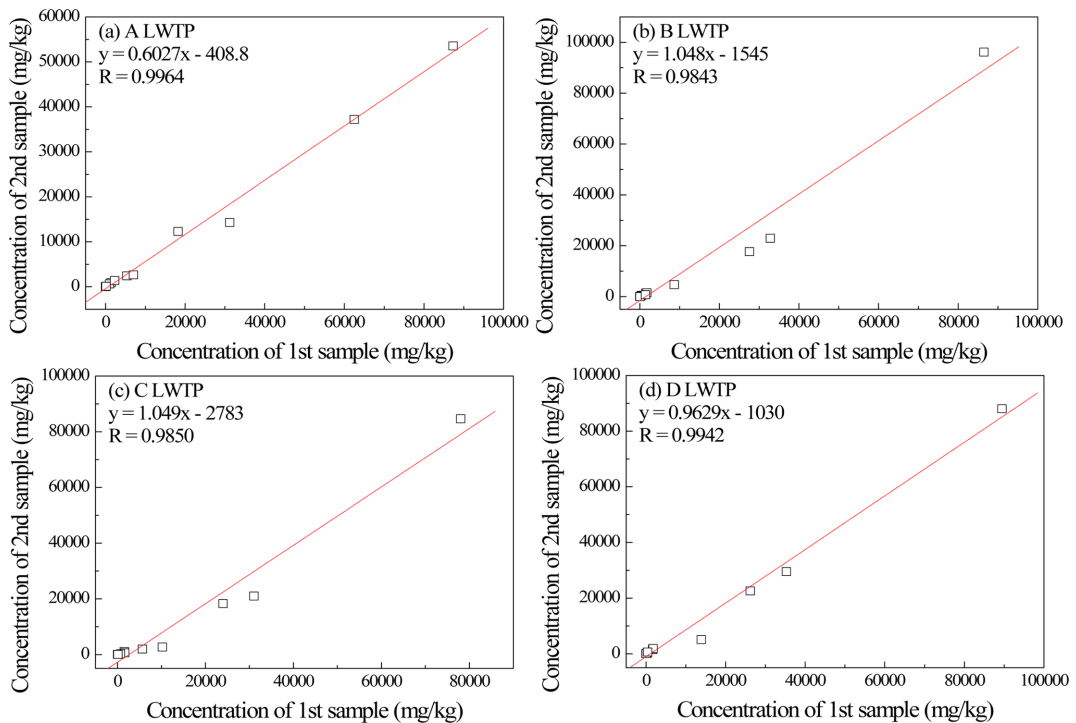 (a) A LWTP
y = 0.6027x - 408.8
R = 0.9964
60000
50000
40000
30000
20000
10000
0
0 20000 40000 60000 80000 100000
Concentration of 2nd sample (mg/kg)
Concentration of 1st sample (mg/kg)
(b) B LWTP
y = 1.048x - 1545
R = 0.9843
100000
80000
60000
40000
20000
0
0 20000 40000 60000 80000 100000
Concentration of 2nd sample (mg/kg)
Concentration of 1st sample (mg/kg)
(c) C LWTP
y = 1.049x - 2783
R = 0.9850
100000
80000
60000
40000
20000
0
0 20000 40000 60000 80000
Concentration of 2nd sample (mg/kg)
Concentration of 1st sample (mg/kg)
(d) D LWTP
y = 0.9629x - 1030
R = 0.9942
100000
80000
60000
40000
20000
0
0 20000 40000 60000 80000 100000
Concentration of 2nd sample (mg/kg)
Concentration of 1st sample (mg/kg)